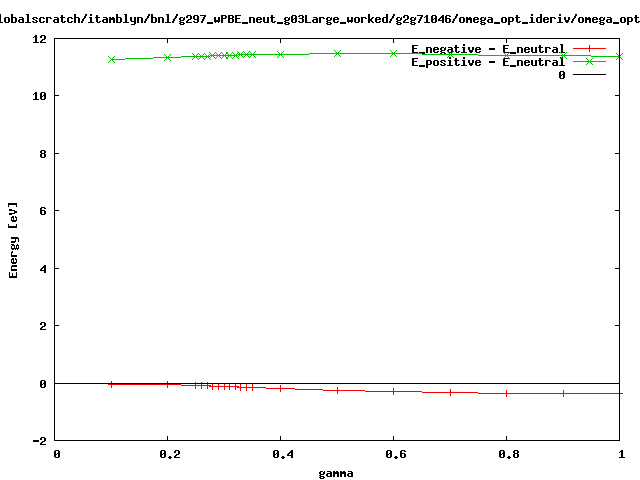 lobalscratch/itamblyn/bnl/g297_wPBE_neut_g03Large_worked/g2g71046/omega_opt_ideriv/omega_opt
12
E_negative - E_neutral
E_positive - E_neutral
0
10
8
6
4
2
0
-2
Energy [eV]
0 0.2 0.4 0.6 0.8 1
gamma